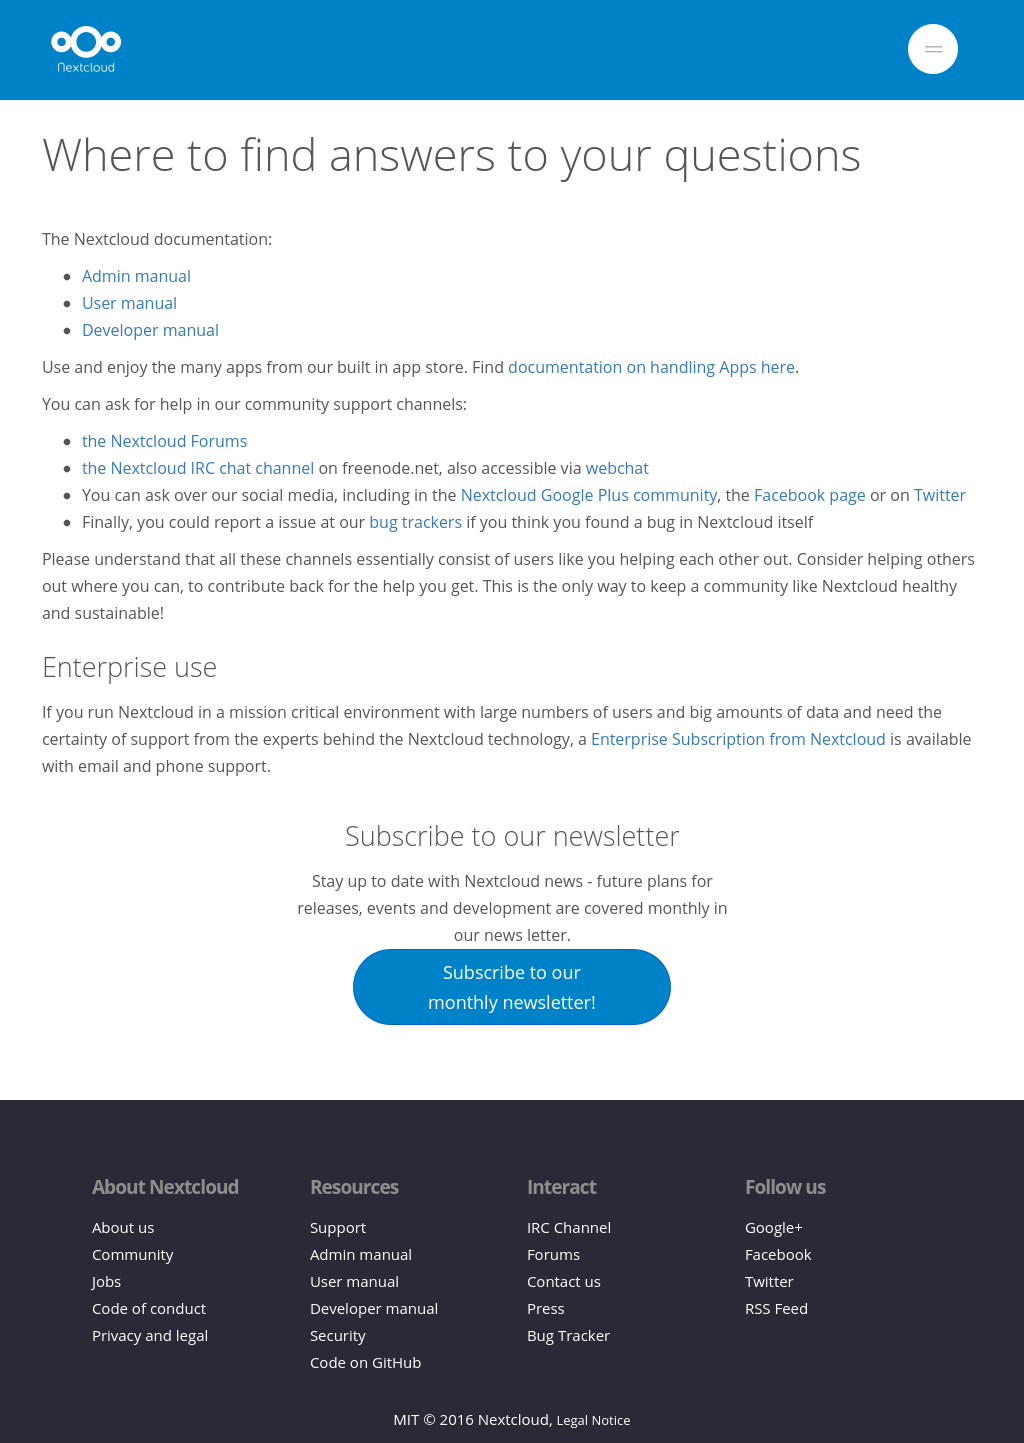 Nextcloud
Where to find answers to your questions
The Nextcloud documentation:
Admin manual
User manual
Developer manual
Use and enjoy the many apps from our built in app store. Find documentation on handling Apps here.
You can ask for help in our community support channels:
the Nextcloud Forums
the Nextcloud IRC chat channel on freenode.net, also accessible via webchat
You can ask over our social media, including in the Nextcloud Google Plus community, the Facebook page or on Twitter
Finally, you could report a issue at our bug trackers if you think you found a bug in Nextcloud itself
Please understand that all these channels essentially consist of users like you helping each other out. Consider helping others
out where you can, to contribute back for the help you get. This is the only way to keep a community like Nextcloud healthy
and sustainable!
Enterprise use
If you run Nextcloud in a mission critical environment with large numbers of users and big amounts of data and need the
certainty of support from the experts behind the Nextcloud technology, a Enterprise Subscription from Nextcloud is available
with email and phone support.
Subscribe to our newsletter
Stay up to date with Nextcloud news - future plans for
releases, events and development are covered monthly in
our news letter.
Subscribe to our
monthly newsletter!
About Nextcloud
About us
Community
Jobs
Code of conduct
Privacy and legal
Resources
Support
Admin manual
User manual
Developer manual
Security
Code on GitHub
Interact
IRC Channel
Forums
Contact us
Press
Bug Tracker
Follow us
Google+
Facebook
Twitter
RSS Feed
MIT © 2016 Nextcloud, Legal Notice